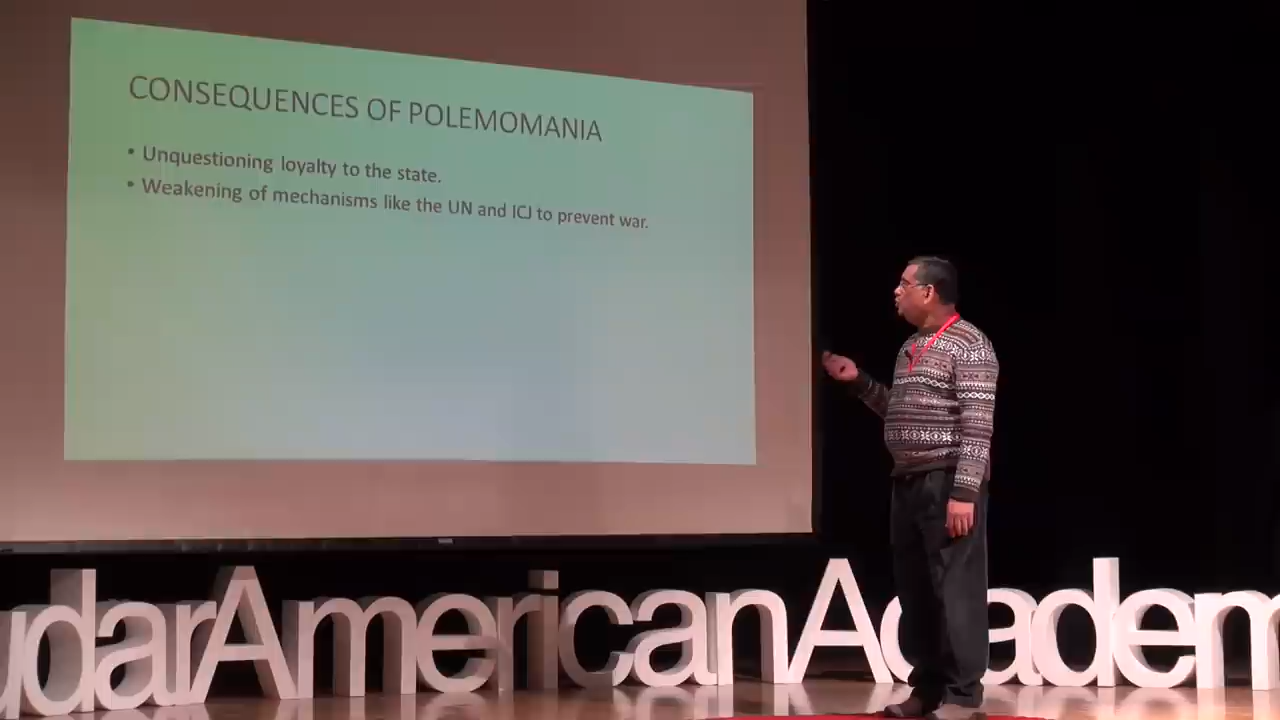 CONSEQUENCES OF POLEMOMANIA
• Unquestioning loyalty to the state.
• Weakening of mechanisms like the UN and ICJ to prevent war.
udarAmericanAcadem